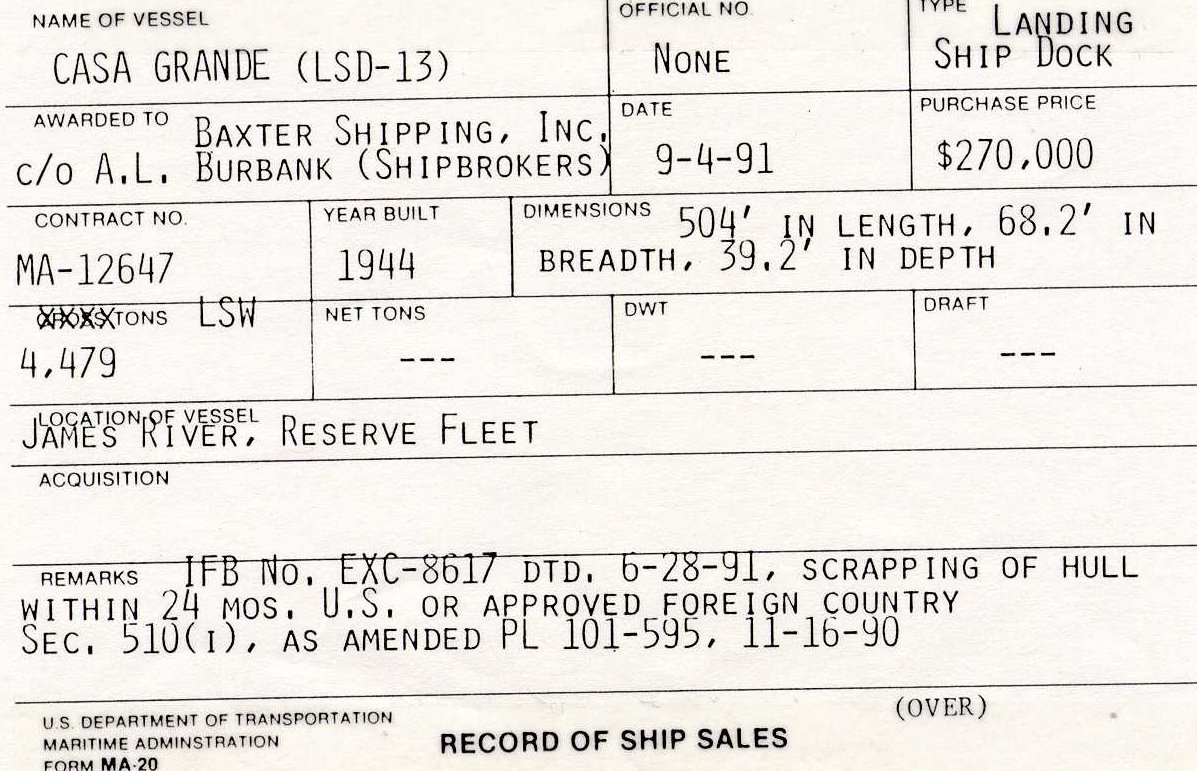 NAME OF VESSEL
CASA GRANDE (LSD-13)
OFFICIAL NO.
NONE
TYPE LANDING
SHIP DOCK
AWARDED TO BAXTER SHIPPING, INC.
c/o A.L. BURBANK (SHIPBROKERS)
DATE
9-4-91
PURCHASE PRICE
$270,000
CONTRACT NO.
MA-12647
YEAR BUILT
1944
DIMENSIONS 504' IN LENGTH, 68.2' IN
BREADTH, 39.2' IN DEPTH
XXXX TONS LSW
4,479
NET TONS
---
DWT
---
DRAFT
---
LOCATION OF VESSEL
JAMES RIVER, RESERVE FLEET
ACQUISITION
REMARKS IFB NO. EXC-8617 DTD. 6-28-91, SCRAPPING OF HULL
WITHIN 24 MOS. U.S. OR APPROVED FOREIGN COUNTRY
SEC. 510(I), AS AMENDED PL 101-595, 11-16-90
(OVER)
U.S. DEPARTMENT OF TRANSPORTATION
MARITIME ADMINSTRATION
FORM MA-20
RECORD OF SHIP SALES